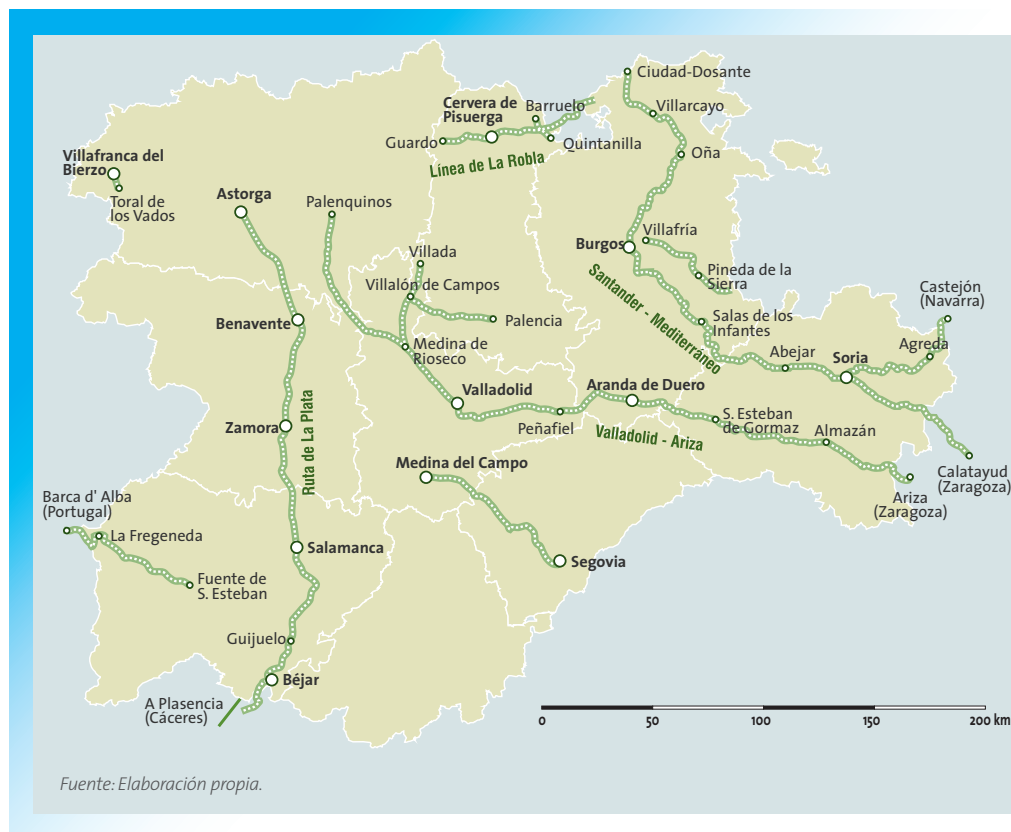 Ciudad-Dosante
Cervera de
Pisuerga
Barruelo
Villarcayo
Guardo
Quintanilla
Línea de La Robla
Oña
Villafranca del
Bierzo
Toral de
los Vados
Astorga
Palenquinos
Villafría
Burgos
Villada
Pineda de la
Sierra
Santander - Mediterráneo
Villalón de Campos
Castejón
(Navarra)
Benavente
Palencia
Salas de los
Infantes
Medina de
Rioseco
Abejar
Soria
Agreda
Valladolid
Aranda de Duero
Ruta de La Plata
Zamora
Peñafiel
S. Esteban
de Gormaz
Valladolid - Ariza
Almazán
Medina del Campo
Calatayud
(Zaragoza)
Ariza
(Zaragoza)
Barca d' Alba
(Portugal)
La Fregeneda
Salamanca
Segovia
Fuente de
S. Esteban
Guijuelo
Béjar
A Plasencia
(Cáceres)
0 50 100 150 200 km
Fuente: Elaboración propia.